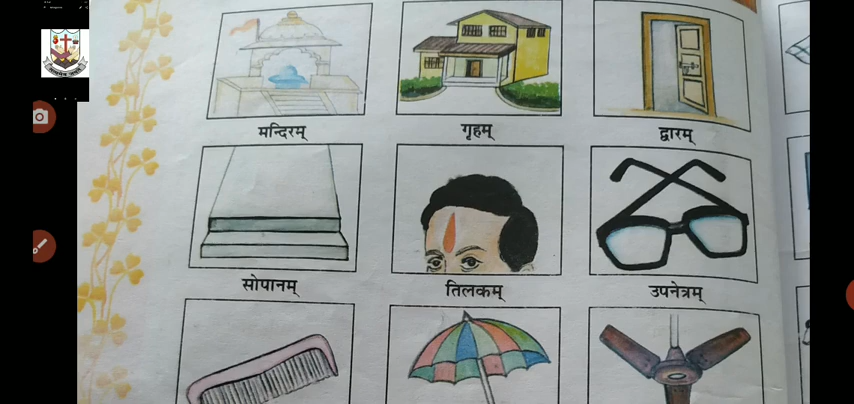 मन्दिरम् गृहम् द्वारम्
सोपानम् तिलकम् उपनेत्रम्